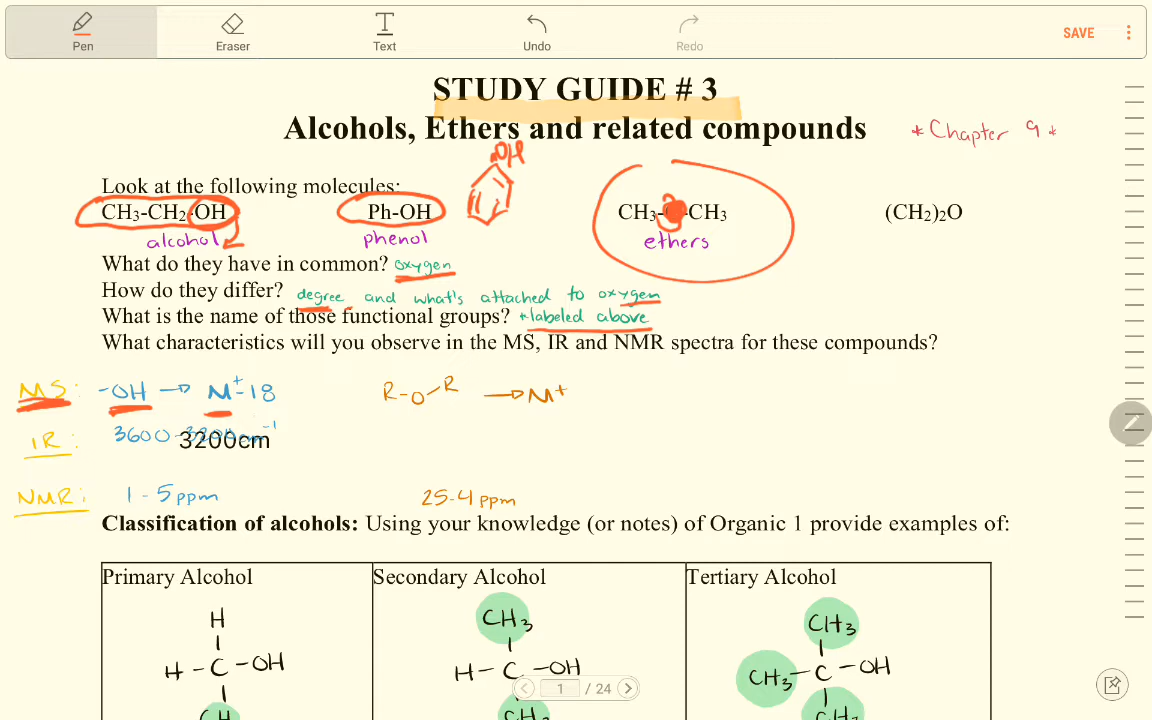 Pen Eraser Text Undo Redo SAVE
STUDY GUIDE # 3
Alcohols, Ethers and related compounds *Chapter 9*
OH
Look at the following molecules:
CH3-CH2-OH Ph-OH CH3-O-CH3 (CH2)2O
alcohol phenol ethers
What do they have in common? oxygen
How do they differ? degree and what's attached to oxygen
What is the name of those functional groups? *labeled above
What characteristics will you observe in the MS, IR and NMR spectra for these compounds?
MS: -OH → M+-18 R-O-R → M+
IR: 3600-3200cm-1 3200cm
NMR: 1-5ppm 25-4ppm
Classification of alcohols: Using your knowledge (or notes) of Organic 1 provide examples of:
Primary Alcohol Secondary Alcohol Tertiary Alcohol
H CH3 CH3
H-C-OH H-C-OH CH3-C-OH
1 / 24